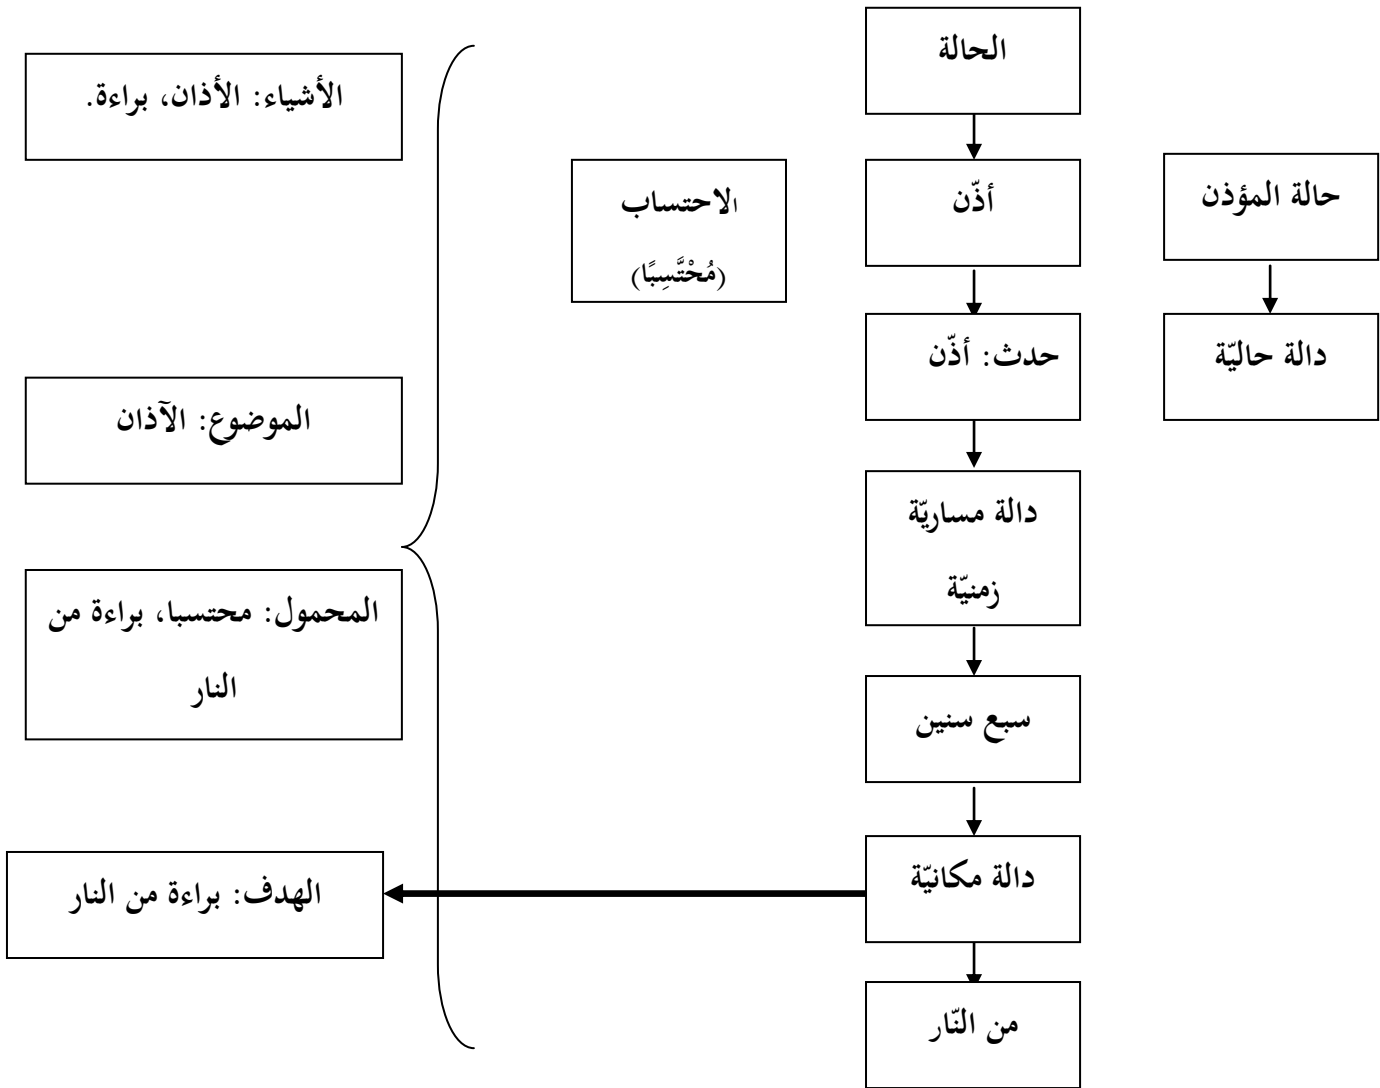 الحالة
أذّن
حدث: أذّن
دالة مساريّة
زمنيّة
سبع سنين
دالة مكانيّة
من النّار
حالة المؤذن
دالة حاليّة
الاحتساب
(مُحْتَّسِبًا)
الأشياء: الأذان، براءة.
الموضوع: الآذان
المحمول: محتسبا، براءة من
النار
الهدف: براءة من النار